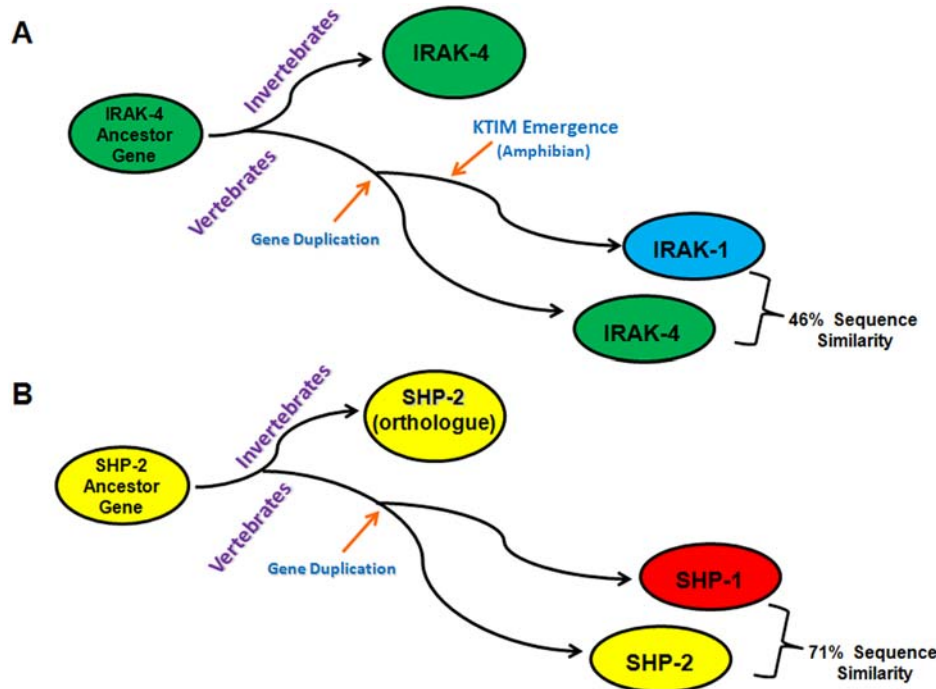 A
IRAK-4
Ancestor
Gene
Invertebrates
IRAK-4
Vertebrates
KTIM Emergence
(Amphibian)
Gene Duplication
IRAK-1
IRAK-4
46% Sequence
Similarity
B
SHP-2
Ancestor
Gene
Invertebrates
SHP-2
(orthologue)
Vertebrates
Gene Duplication
SHP-1
SHP-2
71% Sequence
Similarity